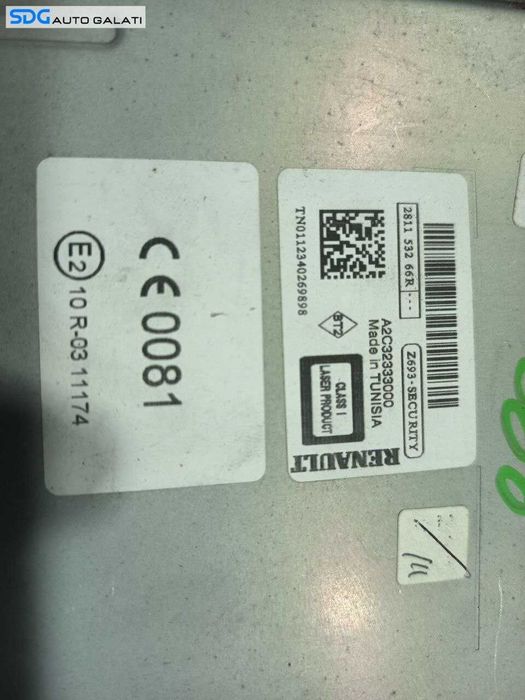 SDG AUTO GALATI
CE 0081
E2 10 R-03 11174
2811 532 66R ---
Z693-SECURITY
A2C32333000
Made in TUNISIA
BT2
CLASS 1
LASER PRODUCT
TN0112340269898
RENAULT